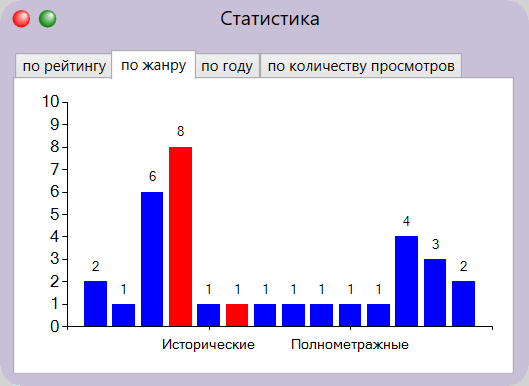 Статистика
по рейтингу по жанру по году по количеству просмотров
10
9
8
7
6
5
4
3
2
1
0
2 1 6 8 1 1 1 1 1 1 1 4 3 2
Исторические Полнометражные